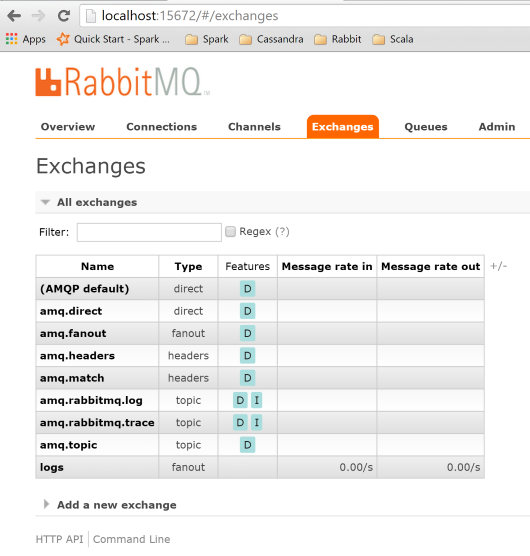 localhost:15672/#/exchanges
Apps Quick Start - Spark ... Spark Cassandra Rabbit Scala
RabbitMQ™
Overview Connections Channels Exchanges Queues Admin
Exchanges
All exchanges
Filter: Regex (?)
Name Type Features Message rate in Message rate out +/-
(AMQP default) direct D
amq.direct direct D
amq.fanout fanout D
amq.headers headers D
amq.match headers D
amq.rabbitmq.log topic D I
amq.rabbitmq.trace topic D I
amq.topic topic D
logs fanout 0.00/s 0.00/s
Add a new exchange
HTTP API Command Line